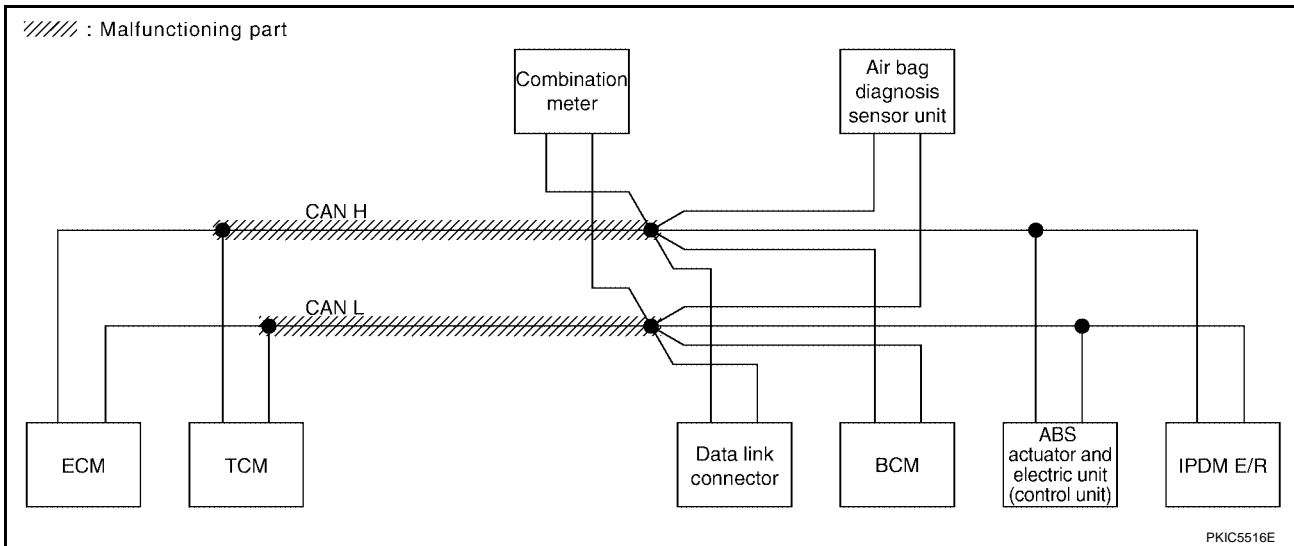 : Malfunctioning part
Combination
meter
Air bag
diagnosis
sensor unit
CAN H
CAN L
ECM
TCM
Data link
connector
BCM
ABS
actuator and
electric unit
(control unit)
IPDM E/R
PKIC5516E